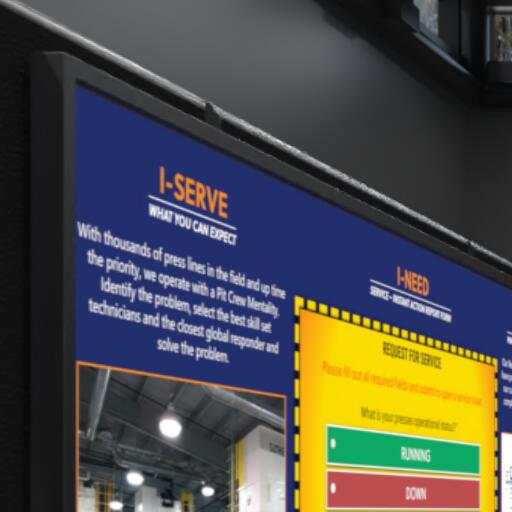 I-SERVE
WHAT YOU CAN EXPECT
With thousands of press lines in the field and up time
the priority, we operate with a Pit Crew Mentality.
Identify the problem, select the best skill set
technicians and the closest global responder and
solve the problem.
I-NEED
SERVICE - INSTANT ACTION REPORT FORM
REQUEST FOR SERVICE
Please fill out all required fields and submit to open a service ticket.
What is your presses operational status?*
RUNNING
DOWN